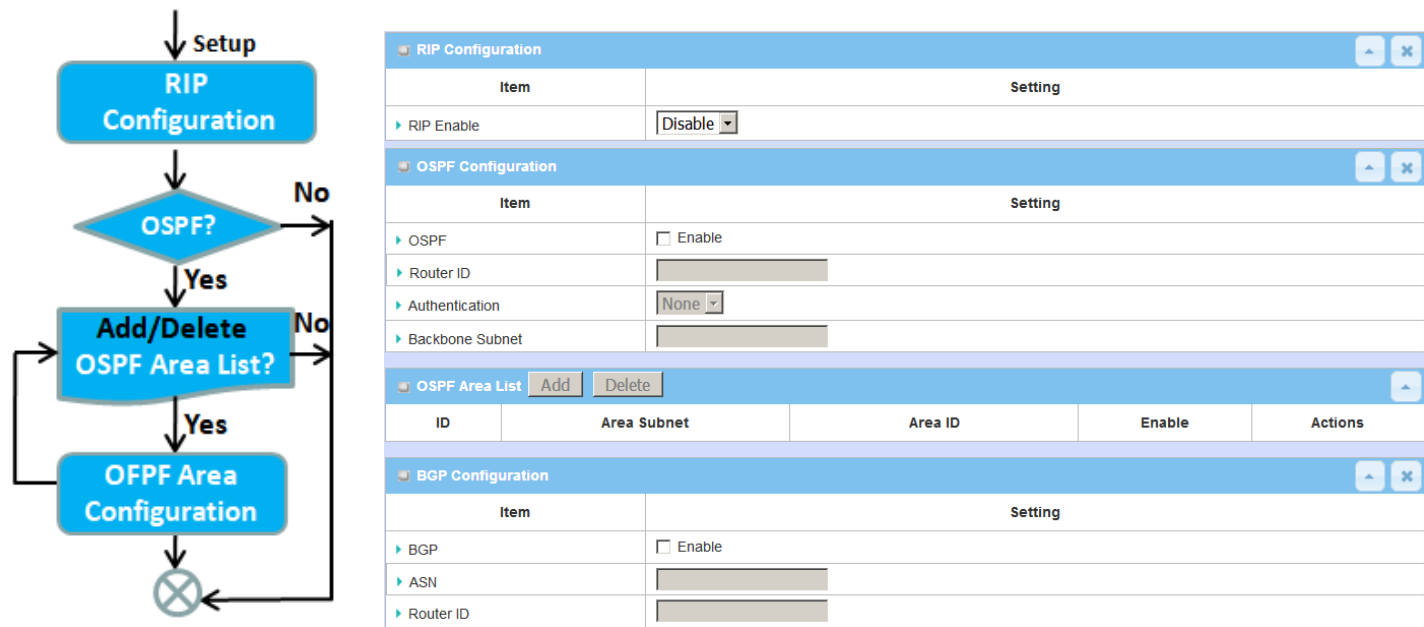 Setup
RIP
Configuration
No
OSPF?
Yes
Add/Delete
No
OSPF Area List?
Yes
OFPF Area
Configuration
RIP Configuration
Item Setting
RIP Enable Disable
OSPF Configuration
Item Setting
OSPF Enable
Router ID
Authentication None
Backbone Subnet
OSPF Area List Add Delete
ID Area Subnet Area ID Enable Actions
BGP Configuration
Item Setting
BGP Enable
ASN
Router ID